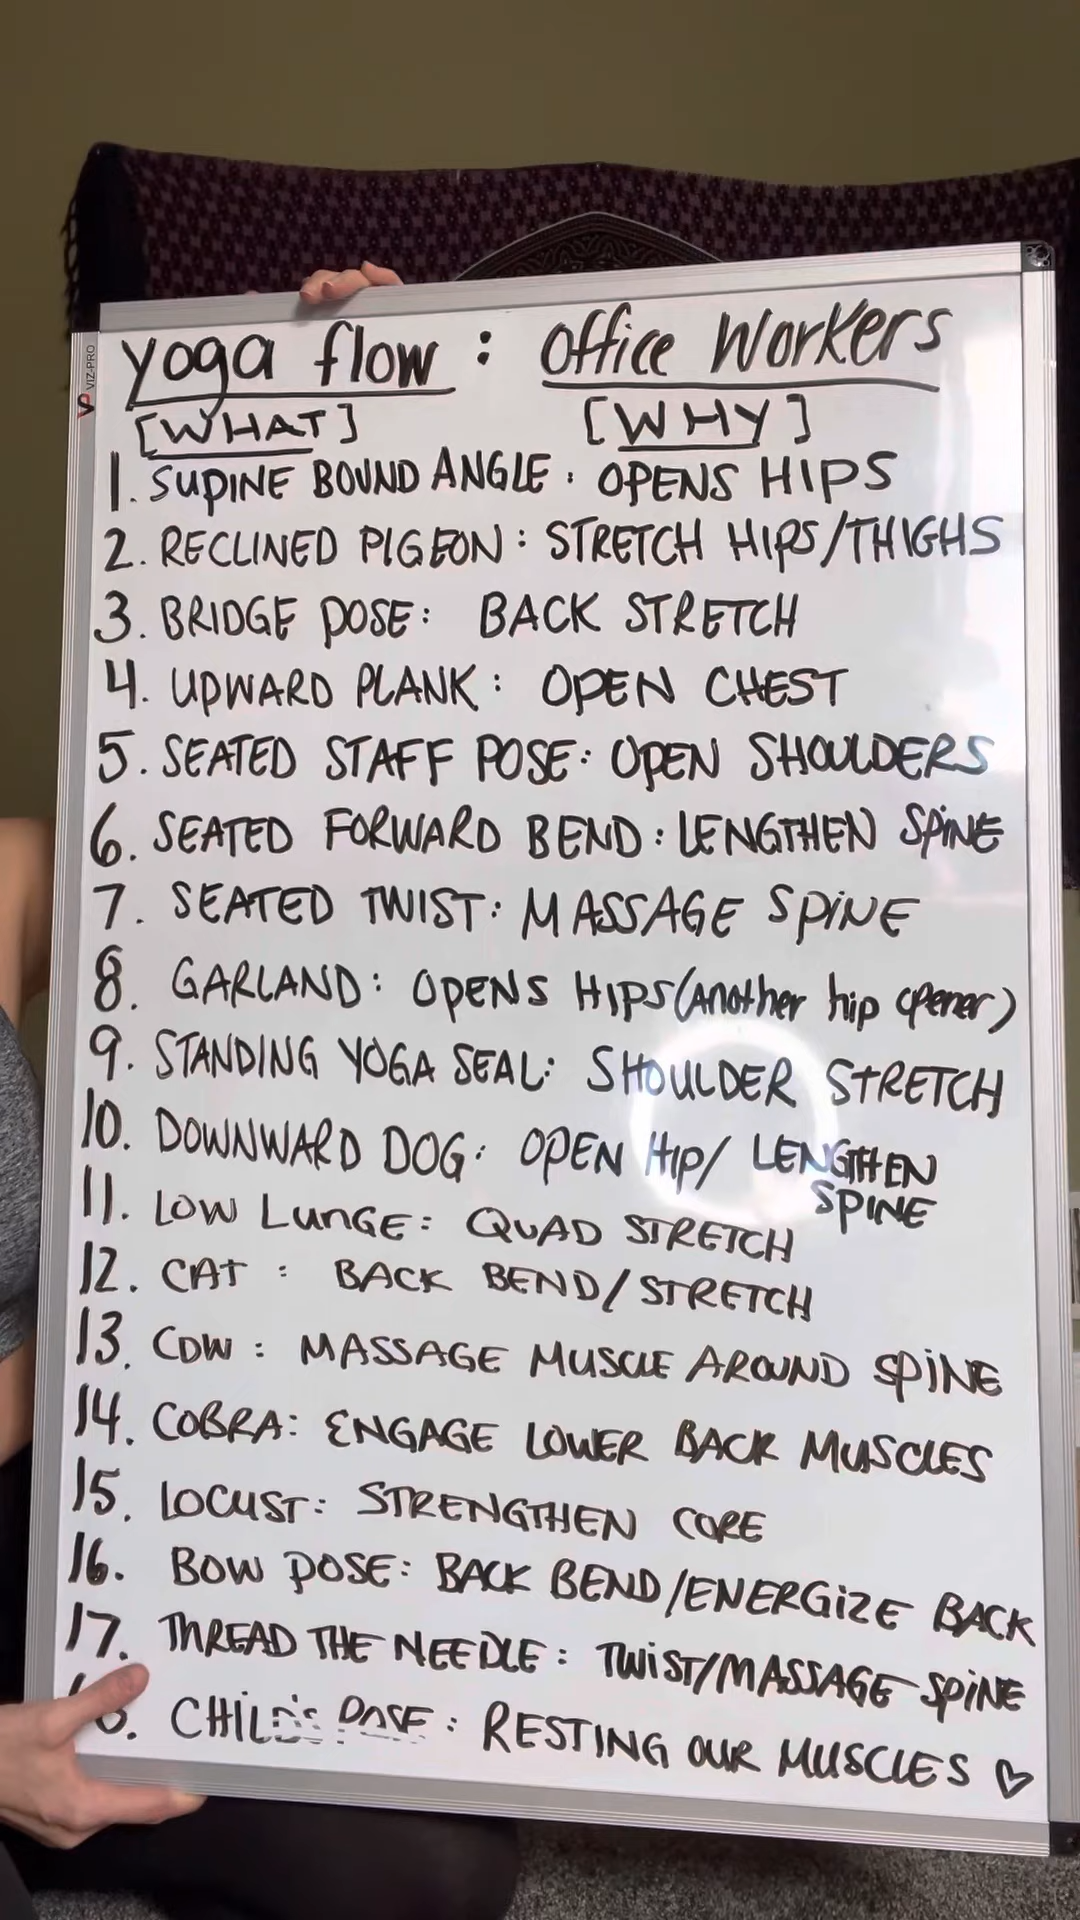 VIZ-PRO
yoga flow : Office Workers
[WHAT] [WHY]
1. SUPINE BOUND ANGLE : OPENS HIPS
2. RECLINED PIGEON : STRETCH HIPS/THIGHS
3. BRIDGE POSE : BACK STRETCH
4. UPWARD PLANK : OPEN CHEST
5. SEATED STAFF POSE : OPEN SHOULDERS
6. SEATED FORWARD BEND : LENGTHEN SPINE
7. SEATED TWIST : MASSAGE SPINE
8. GARLAND : OPENS HIPS (another hip opener)
9. STANDING YOGA SEAL : SHOULDER STRETCH
10. DOWNWARD DOG : OPEN HIP/ LENGTHEN
SPINE
11. LOW LUNGE : QUAD STRETCH
12. CAT : BACK BEND/STRETCH
13. COW : MASSAGE MUSCLE AROUND SPINE
14. COBRA : ENGAGE LOWER BACK MUSCLES
15. LOCUST : STRENGTHEN CORE
16. BOW POSE : BACK BEND/ENERGIZE BACK
17. THREAD THE NEEDLE : TWIST/MASSAGE SPINE
18. CHILD'S POSE : RESTING OUR MUSCLES ♡